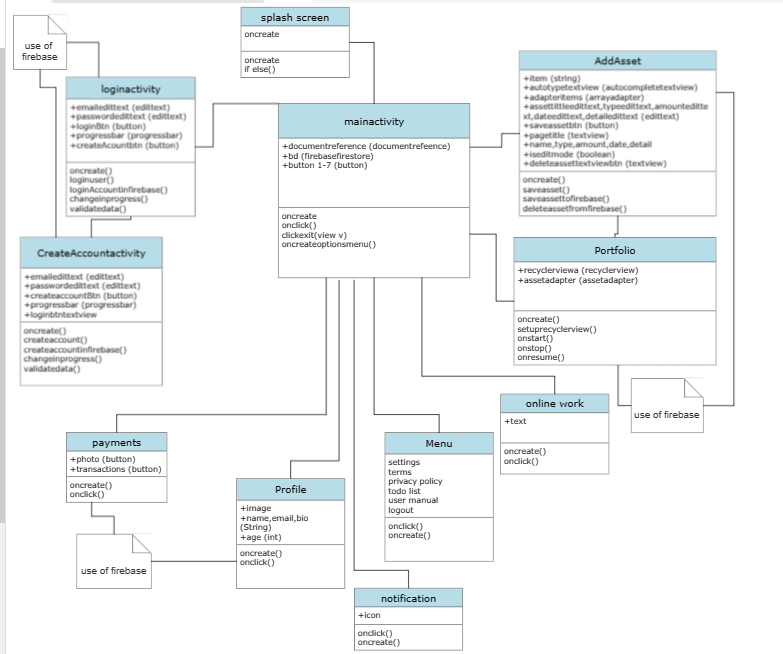 splash screen
oncreate
oncreate
if else()
use of
firebase
loginactivity
+emailedittext (edittext)
+passwordedittext (edittext)
+loginBtn (button)
+progressbar (progressbar)
+createAcountbtn (button)
oncreate()
loginuser()
loginAccountinfirebase()
changeinprogress()
validatedata()
mainactivity
+documentreference (documentrefeence)
+bd (firebasefirestore)
+button 1-7 (button)
oncreate
onclick()
clickexit(view v)
oncreateoptionsmenu()
AddAsset
+item (string)
+autotypetextview (autocompletetextview)
+adapteritems (arrayadapter)
+assettitleedittext,typeedittext,amountedite
xt,dateedittext,detailedittext (edittext)
+saveassetbtn (button)
+pagetitle (textview)
+name,type,amount,date,detail
+iseditmode (boolean)
+deleteassettextviewbtn (textview)
oncreate()
saveasset()
saveassettofirebase()
deleteassetfromfirebase()
CreateAccountactivity
+emailedittext (edittext)
+passwordedittext (edittext)
+createaccountBtn (button)
+progressbar (progressbar)
+loginbtntextview
oncreate()
createaccount()
createaccountinfirebase()
changeinprogress()
validatedata()
Portfolio
+recyclerviewa (recyclerview)
+assetadapter (assetadapter)
oncreate()
setuprecyclerview()
onstart()
onstop()
onresume()
use of firebase
online work
+text
oncreate()
onclick()
payments
+photo (button)
+transactions (button)
oncreate()
onclick()
Menu
settings
terms
privacy policy
todo list
user manual
logout
onclick()
oncreate()
Profile
+image
+name,email,bio
(String)
+age (int)
oncreate()
onclick()
use of firebase
notification
+icon
onclick()
oncreate()